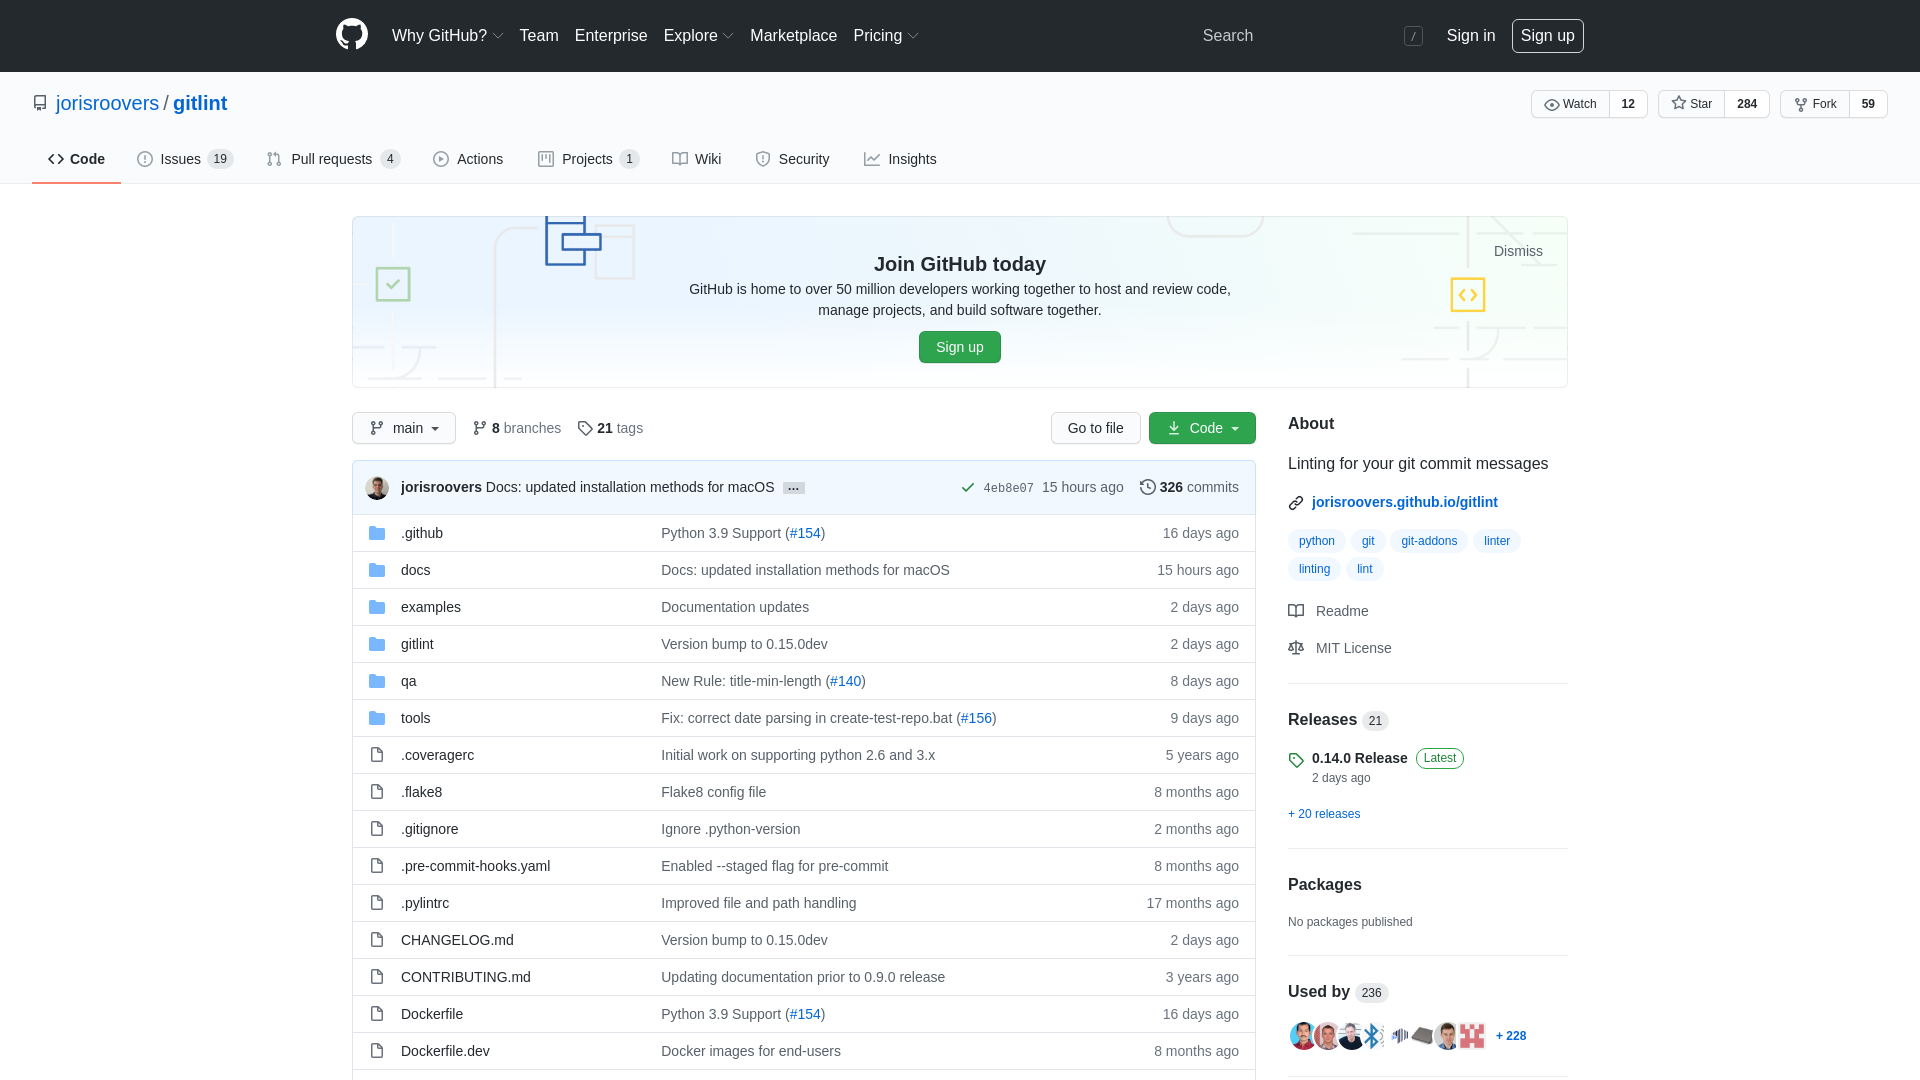 Why GitHub? Team Enterprise Explore Marketplace Pricing Search / Sign in Sign up
jorisroovers / gitlint Watch 12 Star 284 Fork 59
Code Issues 19 Pull requests 4 Actions Projects 1 Wiki Security Insights
Dismiss
Join GitHub today
GitHub is home to over 50 million developers working together to host and review code,
manage projects, and build software together.
Sign up
main 8 branches 21 tags Go to file Code
jorisroovers Docs: updated installation methods for macOS … 4eb8e07 15 hours ago 326 commits
.github Python 3.9 Support (#154) 16 days ago
docs Docs: updated installation methods for macOS 15 hours ago
examples Documentation updates 2 days ago
gitlint Version bump to 0.15.0dev 2 days ago
qa New Rule: title-min-length (#140) 8 days ago
tools Fix: correct date parsing in create-test-repo.bat (#156) 9 days ago
.coveragerc Initial work on supporting python 2.6 and 3.x 5 years ago
.flake8 Flake8 config file 8 months ago
.gitignore Ignore .python-version 2 months ago
.pre-commit-hooks.yaml Enabled --staged flag for pre-commit 8 months ago
.pylintrc Improved file and path handling 17 months ago
CHANGELOG.md Version bump to 0.15.0dev 2 days ago
CONTRIBUTING.md Updating documentation prior to 0.9.0 release 3 years ago
Dockerfile Python 3.9 Support (#154) 16 days ago
Dockerfile.dev Docker images for end-users 8 months ago
About
Linting for your git commit messages
jorisroovers.github.io/gitlint
python git git-addons linter
linting lint
Readme
MIT License
Releases 21
0.14.0 Release Latest
2 days ago
+ 20 releases
Packages
No packages published
Used by 236
+ 228